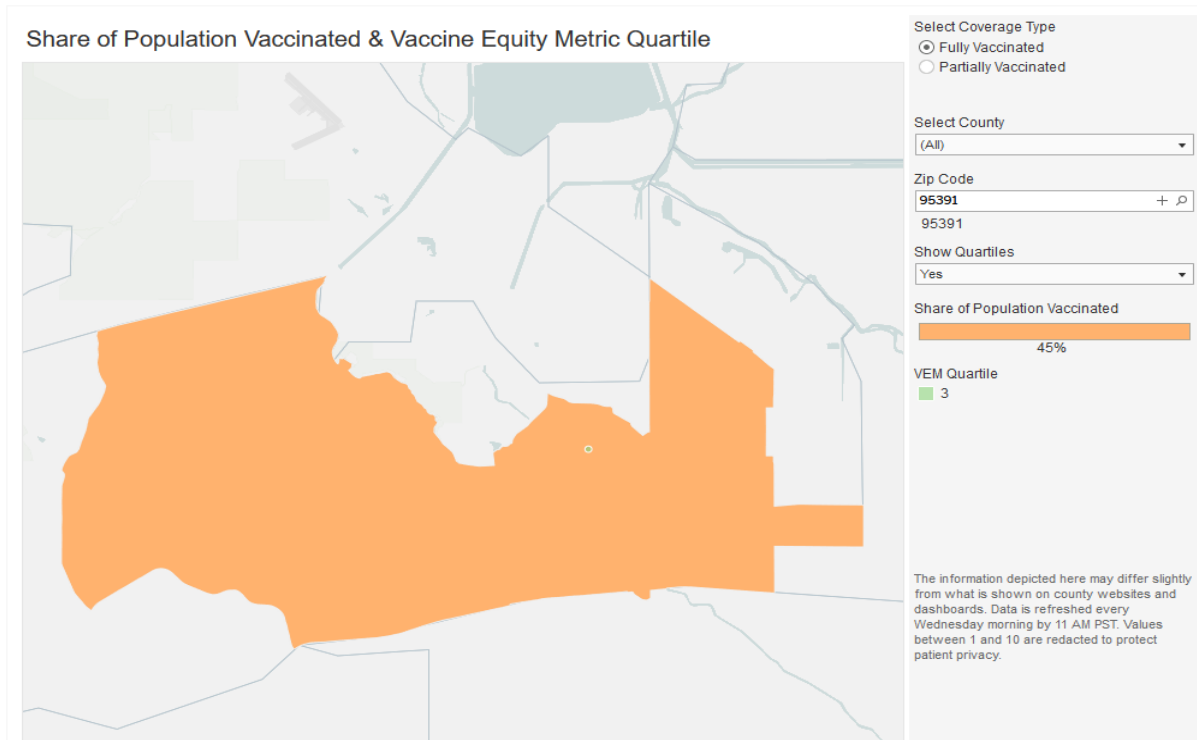 Share of Population Vaccinated & Vaccine Equity Metric Quartile
Select Coverage Type
Fully Vaccinated
Partially Vaccinated
Select County
(All)
Zip Code
95391
95391
Show Quartiles
Yes
Share of Population Vaccinated
45%
VEM Quartile
3
The information depicted here may differ slightly
from what is shown on county websites and
dashboards. Data is refreshed every
Wednesday morning by 11 AM PST. Values
between 1 and 10 are redacted to protect
patient privacy.